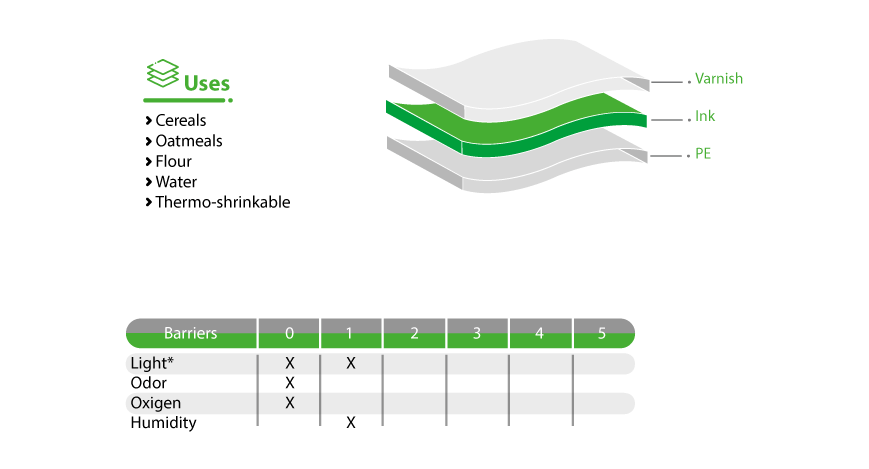 Uses
Cereals
Oatmeals
Flour
Water
Thermo-shrinkable
Varnish
Ink
PE
Barriers 0 1 2 3 4 5
Light* X X
Odor X
Oxigen X
Humidity X